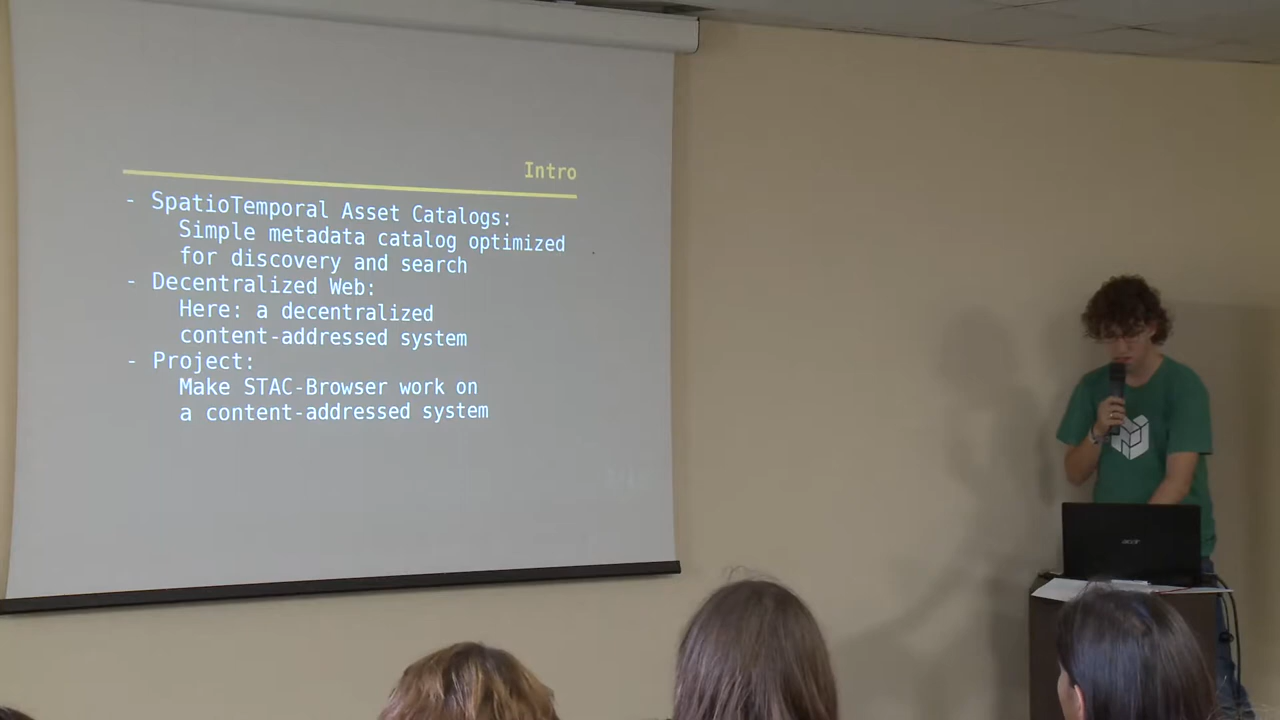 Intro
- SpatioTemporal Asset Catalogs:
Simple metadata catalog optimized
for discovery and search
- Decentralized Web:
Here: a decentralized
content-addressed system
- Project:
Make STAC-Browser work on
a content-addressed system
acer